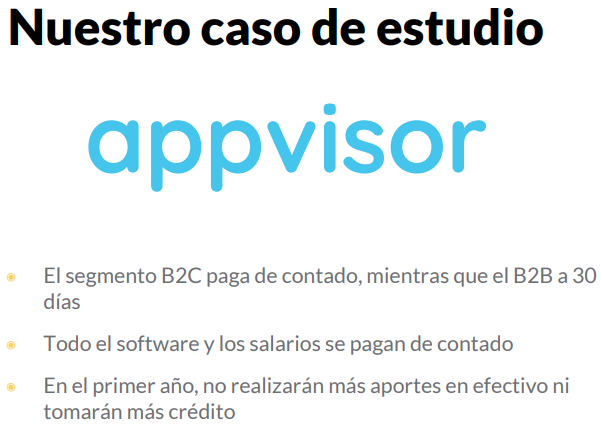 Nuestro caso de estudio
appvisor
El segmento B2C paga de contado, mientras que el B2B a 30
días
Todo el software y los salarios se pagan de contado
En el primer año, no realizarán más aportes en efectivo ni
tomarán más crédito